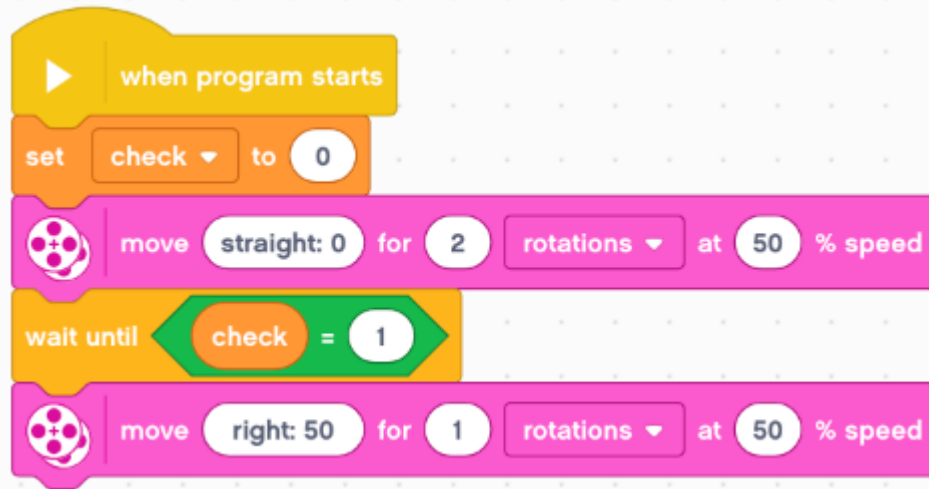 when program starts
set check to 0
move straight: 0 for 2 rotations at 50 % speed
wait until check = 1
move right: 50 for 1 rotations at 50 % speed